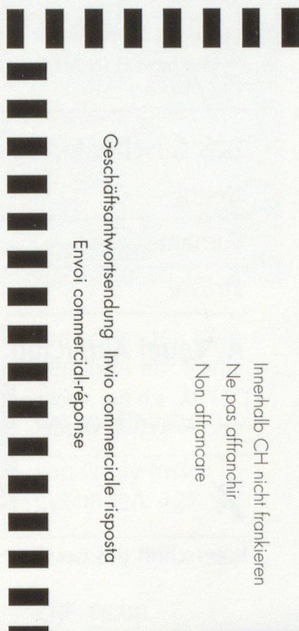 Geschäftsantwortsendung Invio commerciale risposta
Envoi commercial-réponse
Innerhalb CH nicht frankieren
Ne pas affranchir
Non affrancare